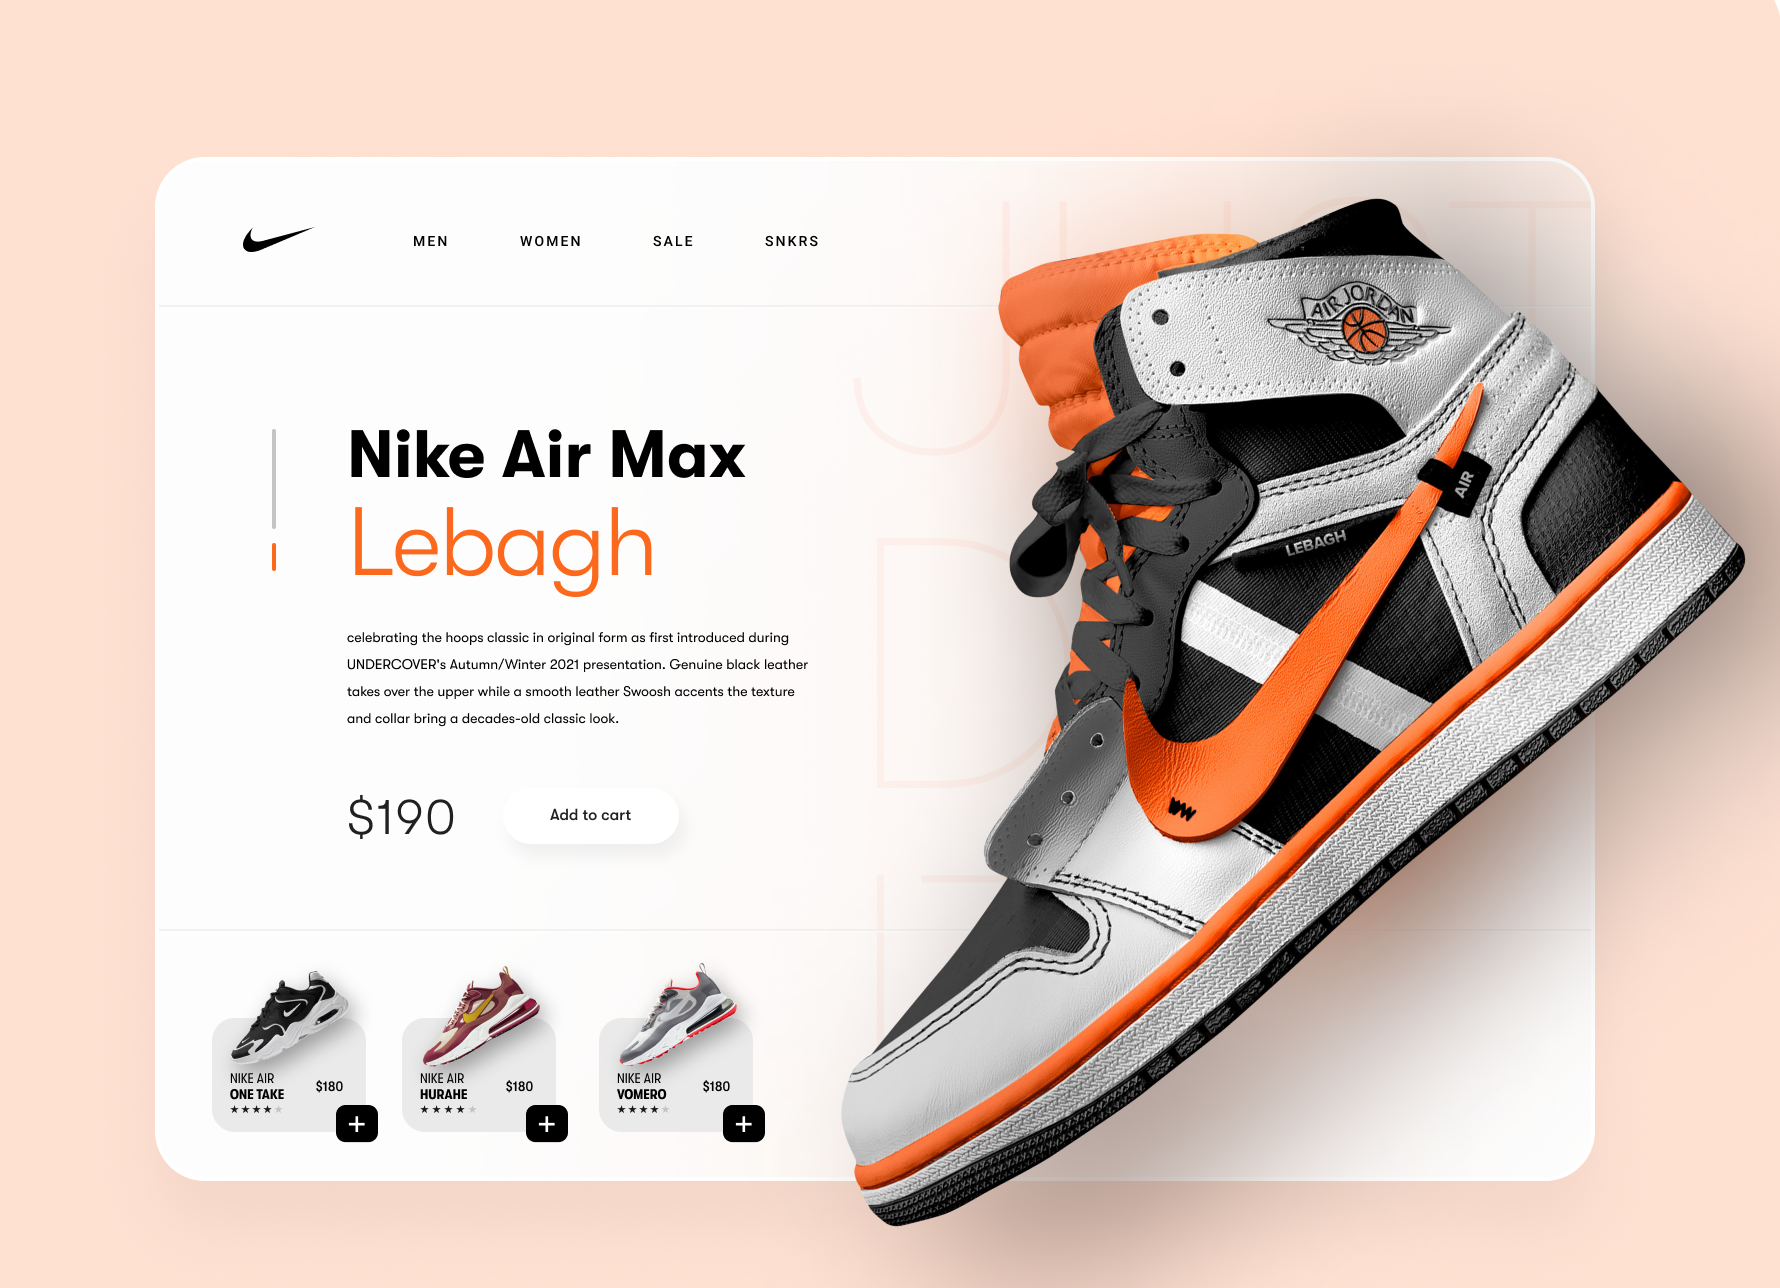 MEN WOMEN SALE SNKRS
JUST
AIR JORDAN
Nike Air Max
Lebagh
AIR
LEBAGH
D
celebrating the hoops classic in original form as first introduced during
UNDERCOVER's Autumn/Winter 2021 presentation. Genuine black leather
takes over the upper while a smooth leather Swoosh accents the texture
and collar bring a decades-old classic look.
$190 Add to cart
NIKE AIR
ONE TAKE
$180
+
NIKE AIR
HURAHE
$180
+
NIKE AIR
VOMERO
$180
+